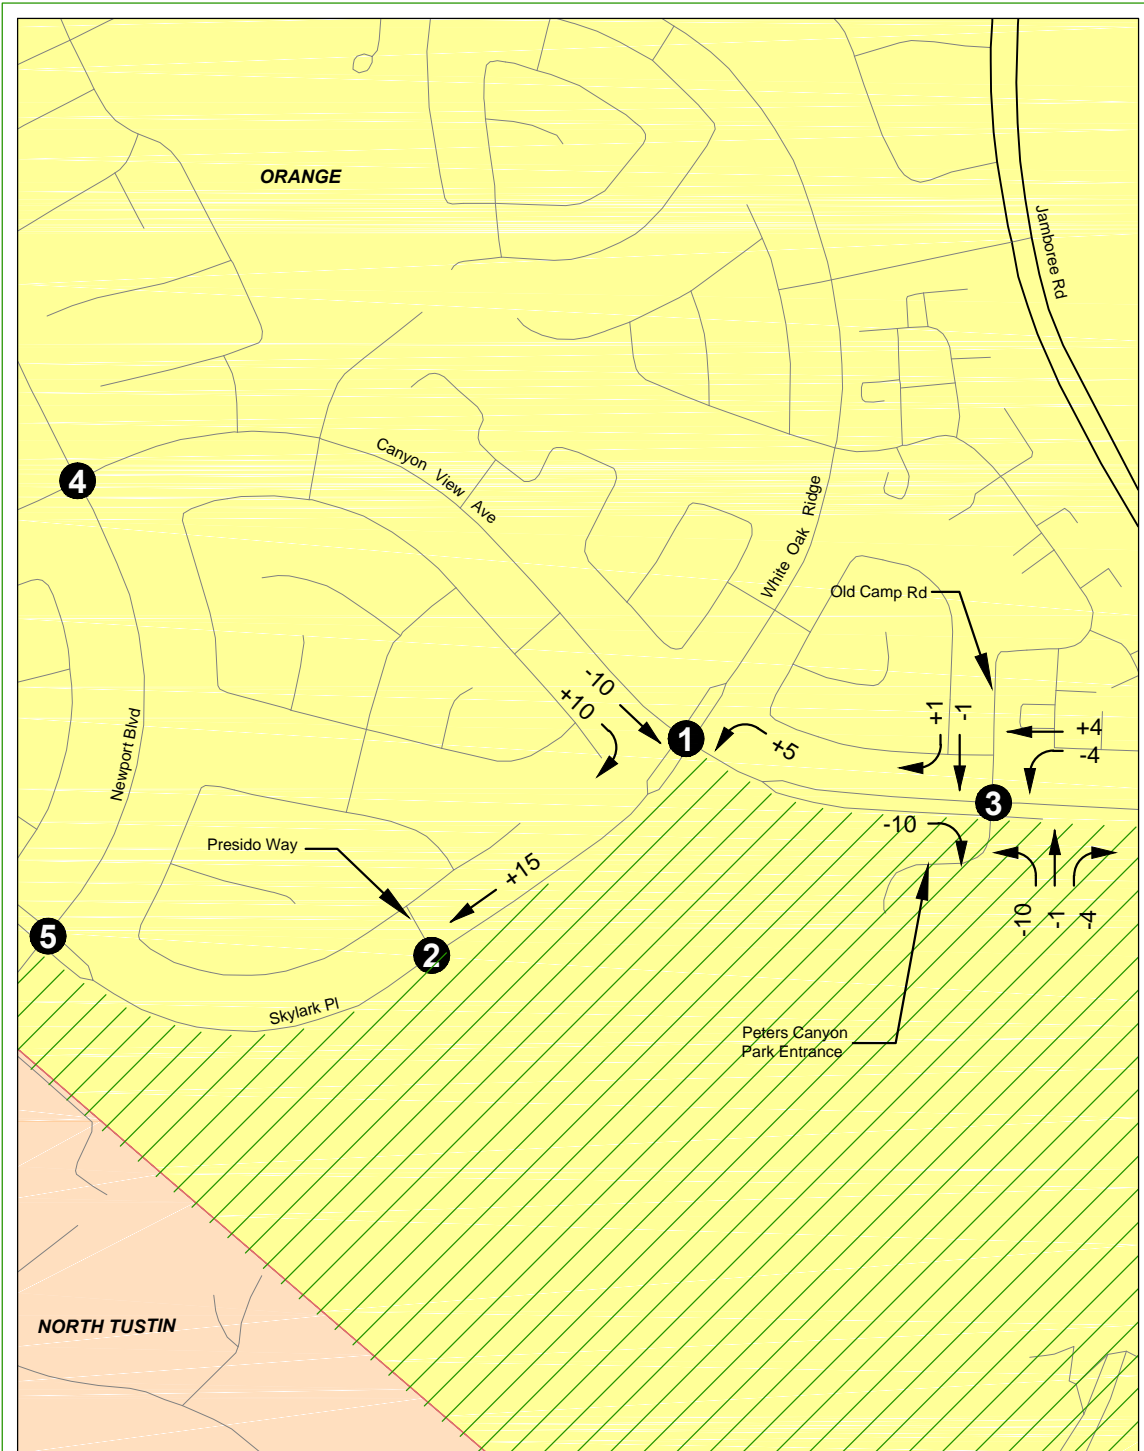 ORANGE
Jamboree Rd
4
Canyon View Ave
White Oak Ridge
Old Camp Rd
-10
+10
1
+5
+1
-1
+4
-4
Newport Blvd
3
-10
Presido Way
+15
-10
-1
-4
5
2
Skylark Pl
Peters Canyon
Park Entrance
NORTH TUSTIN